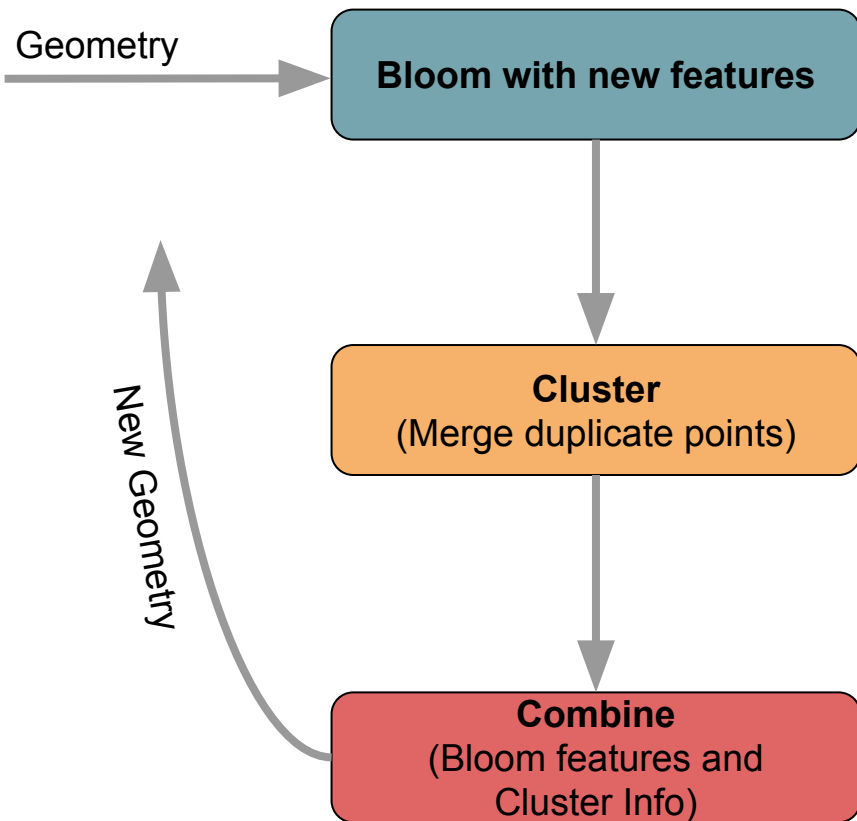 Geometry
Bloom with new features
Cluster
(Merge duplicate points)
New Geometry
Combine
(Bloom features and
Cluster Info)